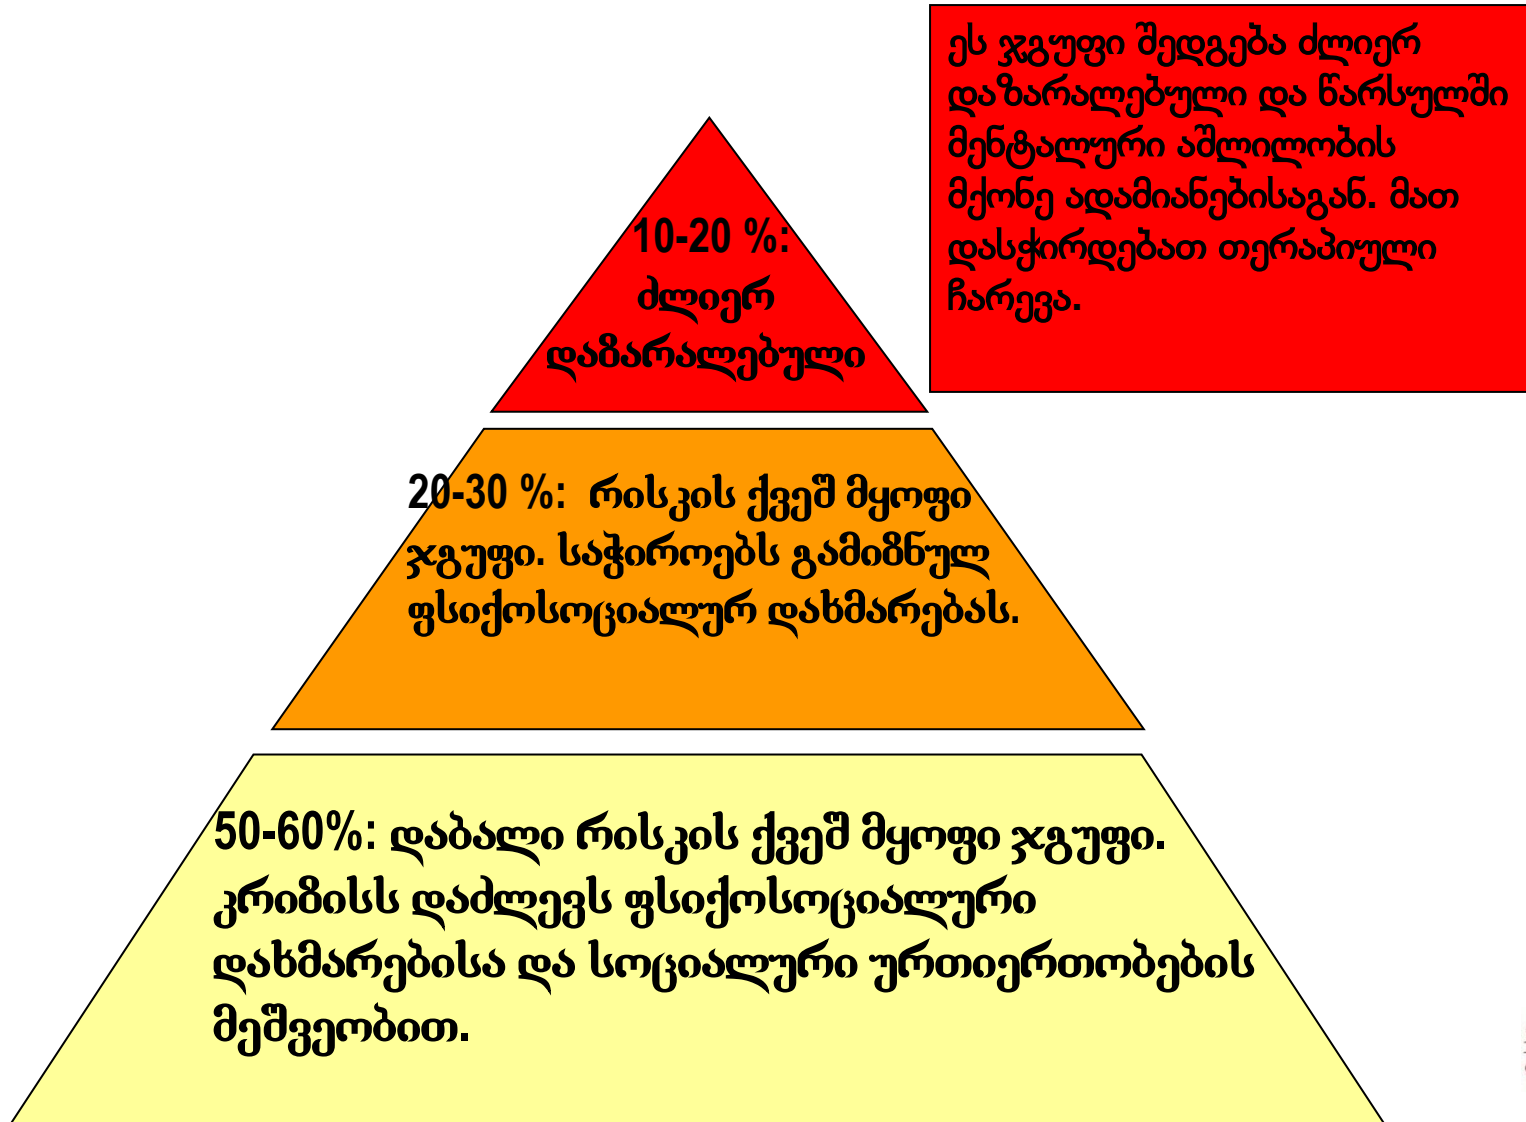 ეს ჯგუფი შედგება ძლიერ
დაზარალებული და წარსულში
მენტალური აშლილობის
მქონე ადამიანებისაგან. მათ
დასჭირდებათ თერაპიული
ჩარევა.
10-20 %:
ძლიერ
დაზარალებული
20-30 %: რისკის ქვეშ მყოფი
ჯგუფი. საჭიროებს გამიზნულ
ფსიქოსოციალურ დახმარებას.
50-60%: დაბალი რისკის ქვეშ მყოფი ჯგუფი.
კრიზისს დაძლევს ფსიქოსოციალური
დახმარებისა და სოციალური ურთიერთობების
მეშვეობით.